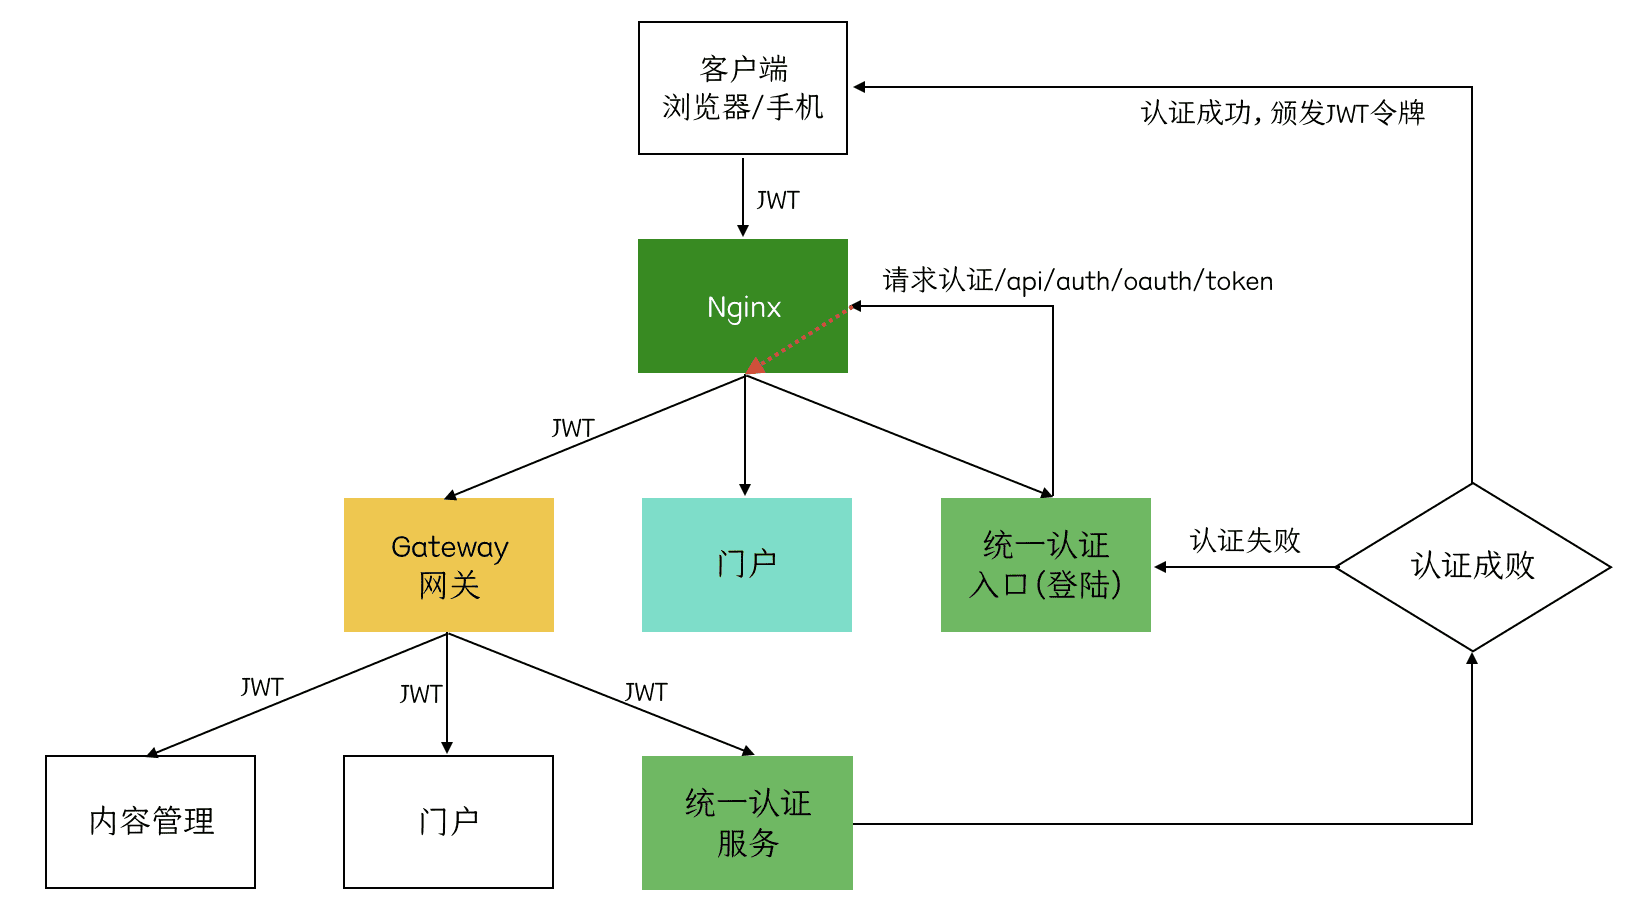 客户端
浏览器/手机
认证成功, 颁发JWT令牌
JWT
请求认证/api/auth/oauth/token
Nginx
JWT
Gateway
网关
门户
统一认证
入口(登陆)
认证失败
认证成败
JWT
JWT
JWT
内容管理
门户
统一认证
服务